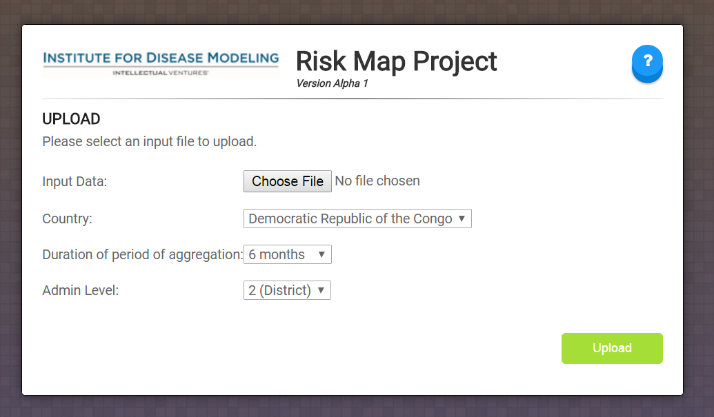 INSTITUTE FOR DISEASE MODELING
INTELLECTUAL VENTURES®
Risk Map Project
Version Alpha 1
?
UPLOAD
Please select an input file to upload.
Input Data: Choose File No file chosen
Country: Democratic Republic of the Congo
Duration of period of aggregation: 6 months
Admin Level: 2 (District)
Upload